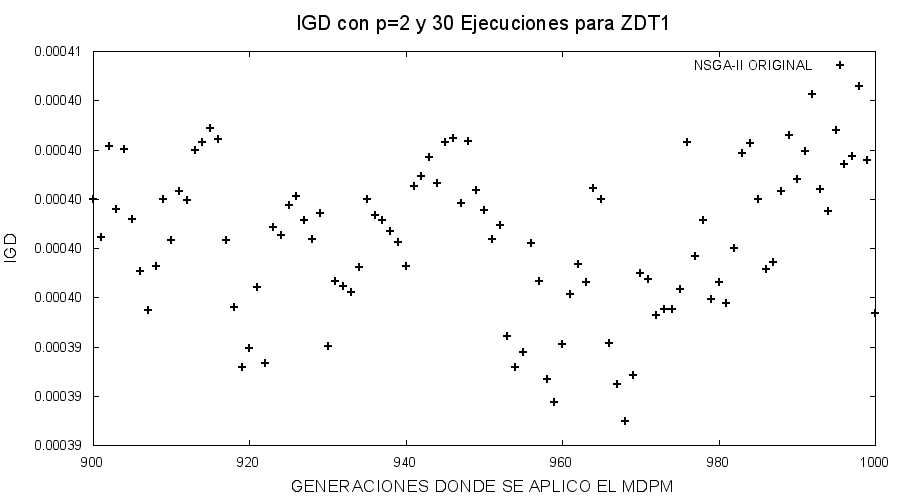 IGD con p=2 y 30 Ejecuciones para ZDT1
0.00041
NSGA-II ORIGINAL
0.00040
0.00040
0.00040
0.00040
IGD
0.00040
0.00039
0.00039
0.00039
900 920 940 960 980 1000
GENERACIONES DONDE SE APLICO EL MDPM